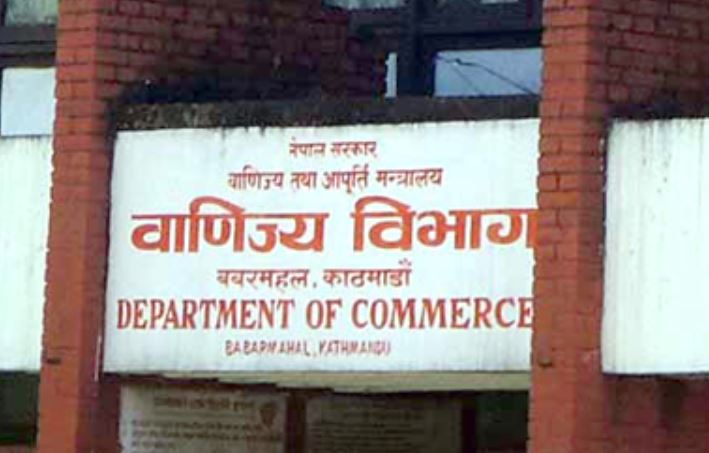 नेपाल सरकार
वाणिज्य तथा आपूर्ति मन्त्रालय
वाणिज्य विभाग
बबरमहल, काठमाडौं
DEPARTMENT OF COMMERCE
BABARMAHAL, KATHMANDU